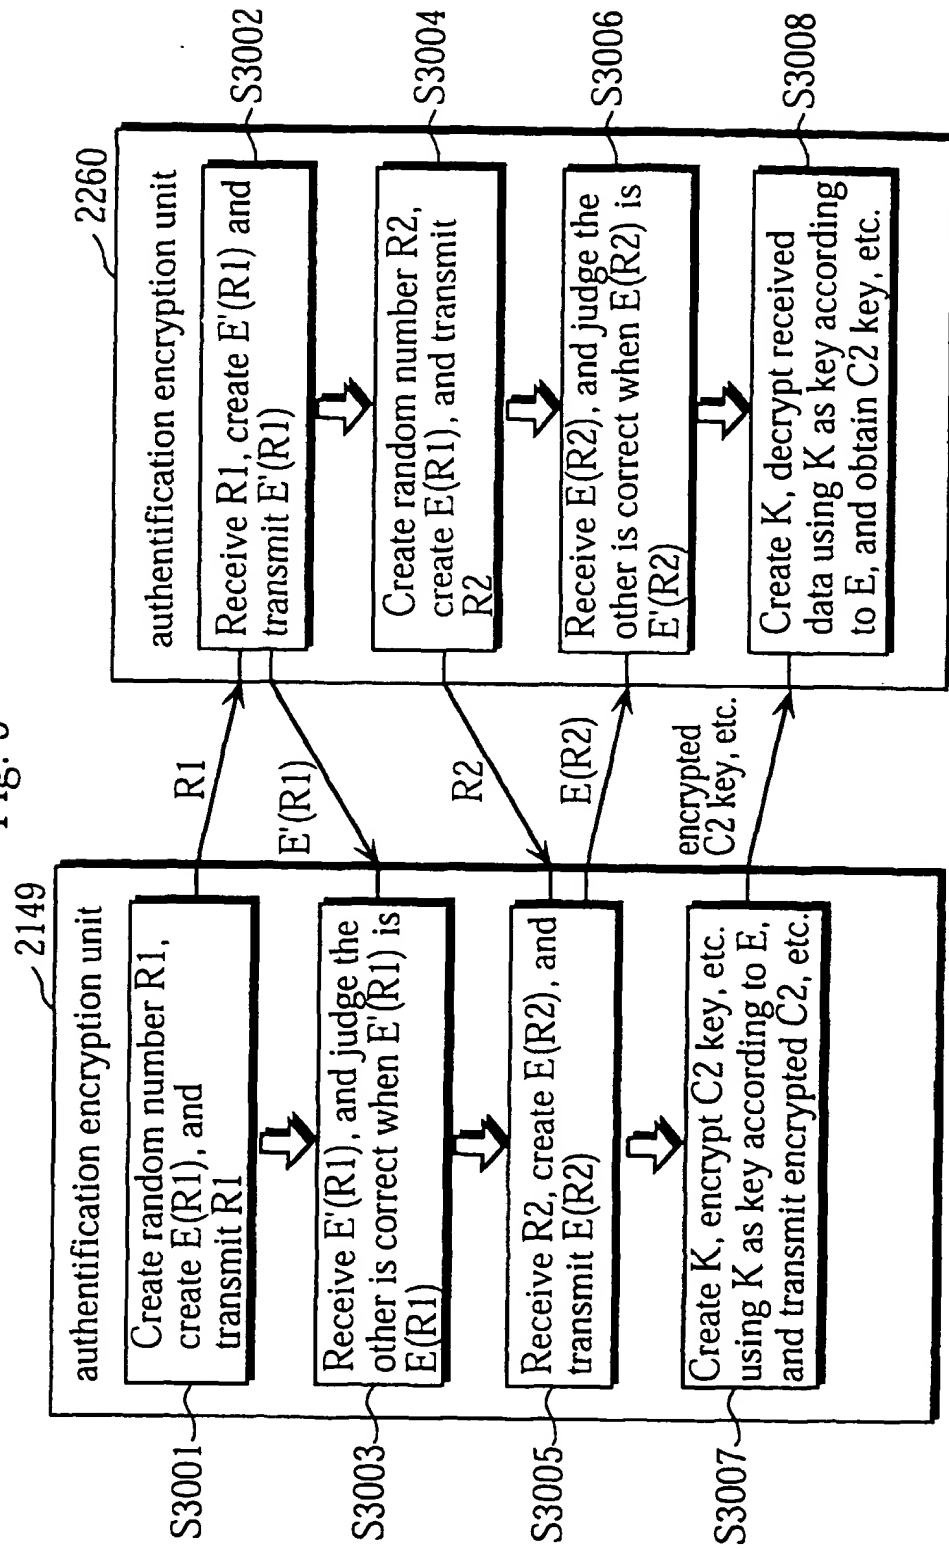 2149
authentification encryption unit
S3001
Create random number R1,
create E(R1), and
transmit R1
S3003
Receive E'(R1), and judge the
other is correct when E'(R1) is
E(R1)
S3005
Receive R2, create E(R2), and
transmit E(R2)
S3007
Create K, encrypt C2 key, etc.
using K as key according to E,
and transmit encrypted C2, etc.
R1
E'(R1)
R2
E(R2)
encrypted
C2 key, etc.
2260
authentification encryption unit
Receive R1, create E'(R1) and
transmit E'(R1)
S3002
Create random number R2,
create E(R1), and transmit
R2
S3004
Receive E(R2), and judge the
other is correct when E(R2) is
E'(R2)
S3006
Create K, decrypt received
data using K as key according
to E, and obtain C2 key, etc.
S3008